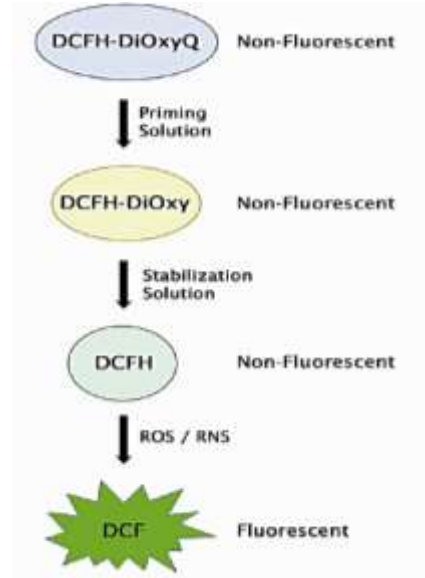 DCFH-DiOxyQ Non-Fluorescent
Priming
Solution
DCFH-DiOxy Non-Fluorescent
Stabilization
Solution
DCFH Non-Fluorescent
ROS / RNS
DCF Fluorescent